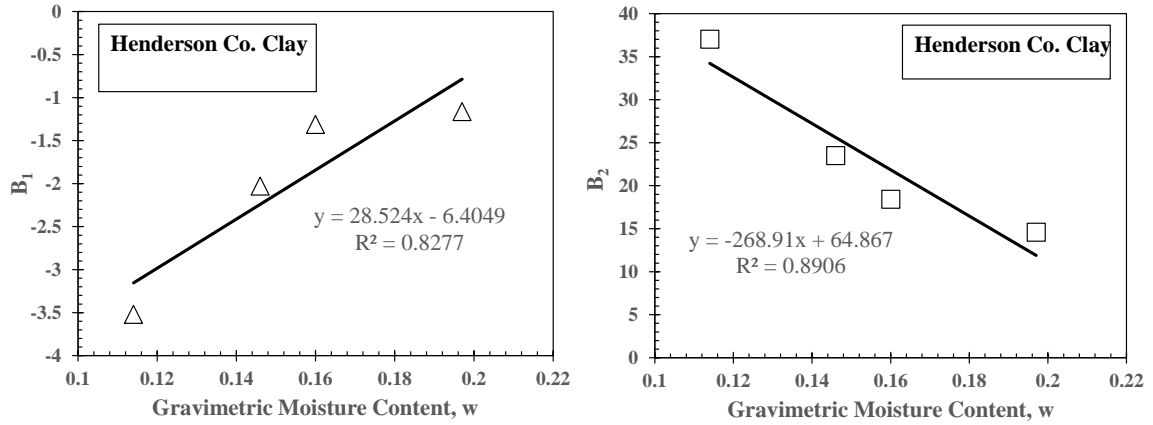 0
-0.5
-1
-1.5
-2
-2.5
-3
-3.5
-4
B1
Henderson Co. Clay
y = 28.524x - 6.4049
R² = 0.8277
0.1 0.12 0.14 0.16 0.18 0.2 0.22
Gravimetric Moisture Content, w
40
35
30
25
20
15
10
5
0
B2
Henderson Co. Clay
y = -268.91x + 64.867
R² = 0.8906
0.1 0.12 0.14 0.16 0.18 0.2 0.22
Gravimetric Moisture Content, w